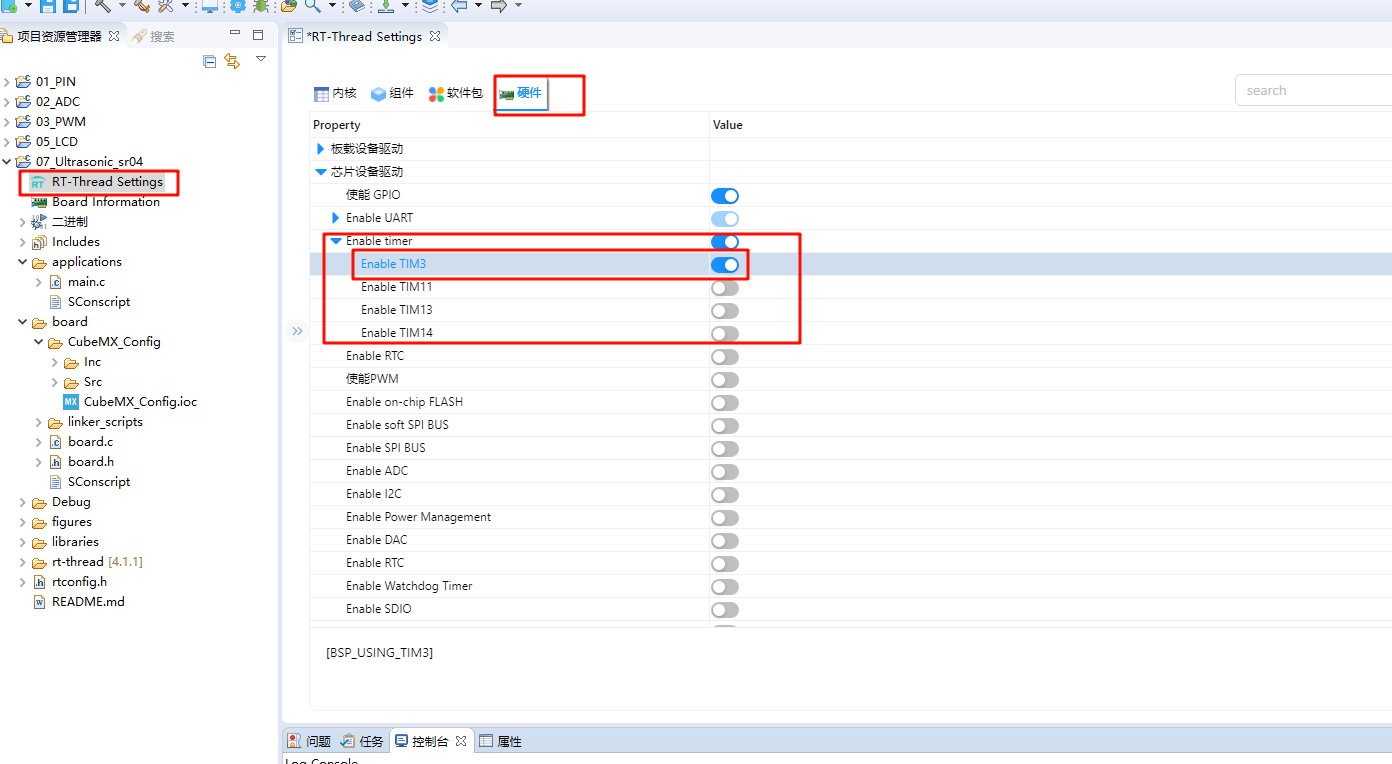 项目资源管理器
搜索
*RT-Thread Settings
01_PIN
02_ADC
03_PWM
05_LCD
07_Ultrasonic_sr04
RT-Thread Settings
Board Information
二进制
Includes
applications
main.c
SConscript
board
CubeMX_Config
Inc
Src
MX CubeMX_Config.ioc
linker_scripts
board.c
board.h
SConscript
Debug
figures
libraries
rt-thread [4.1.1]
rtconfig.h
README.md
内核
组件
软件包
硬件
search
Property Value
板载设备驱动
芯片设备驱动
使能 GPIO
Enable UART
Enable timer
Enable TIM3
Enable TIM11
Enable TIM13
Enable TIM14
Enable RTC
使能PWM
Enable on-chip FLASH
Enable soft SPI BUS
Enable SPI BUS
Enable ADC
Enable I2C
Enable Power Management
Enable DAC
Enable RTC
Enable Watchdog Timer
Enable SDIO
[BSP_USING_TIM3]
问题
任务
控制台
属性
Log Console